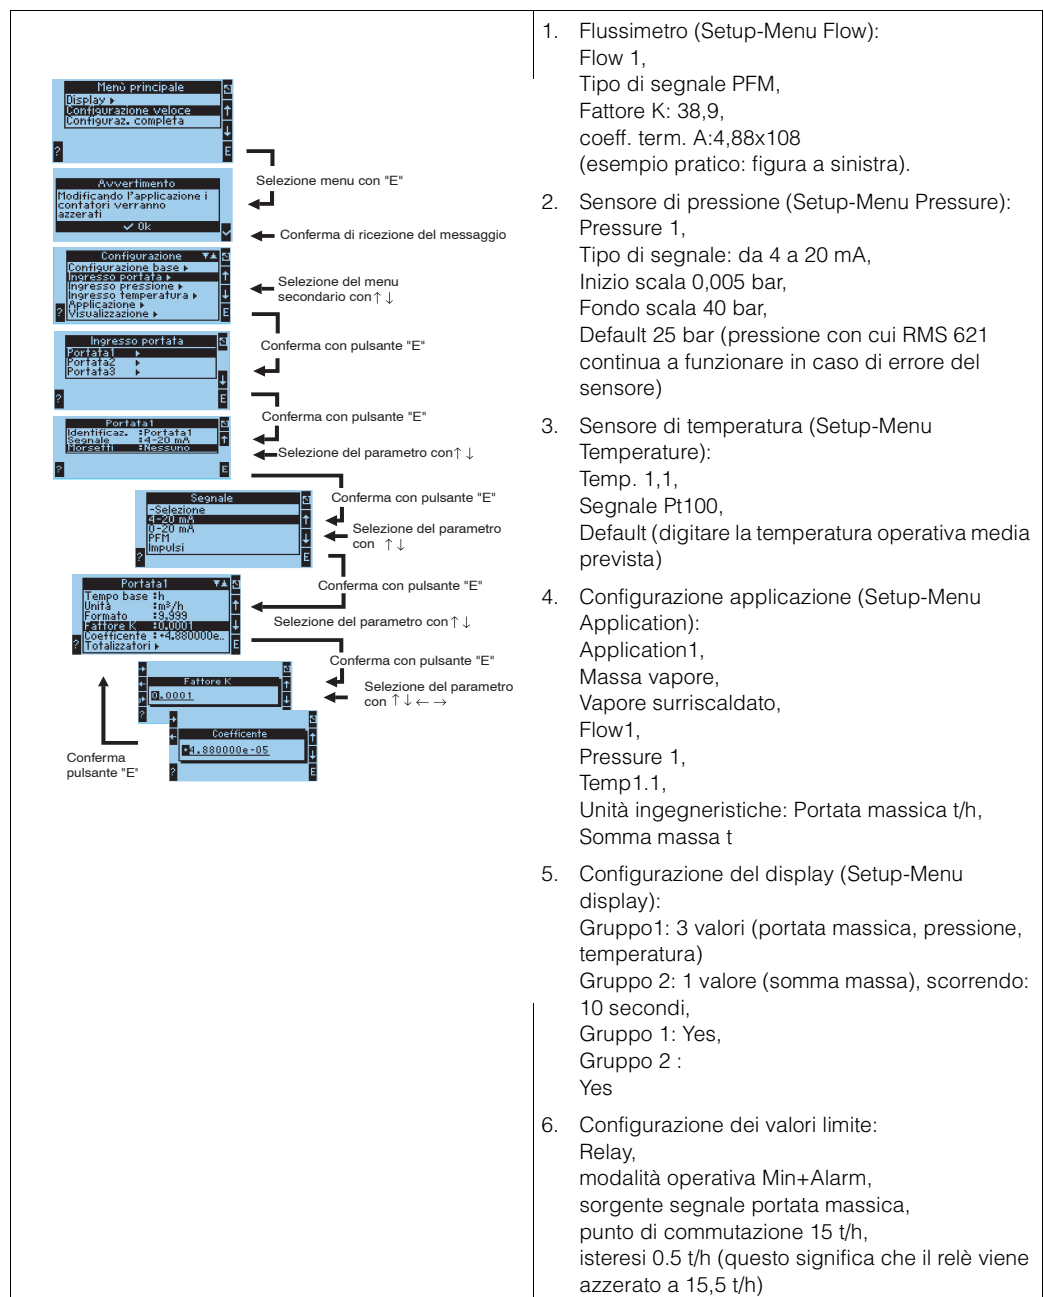 Menù principale
Display
Configurazione veloce
Configuraz. completa
?
E
Selezione menu con "E"
Avvertimento
Modificando l'applicazione i
contatori verranno
azzerati
✓ Ok
Conferma di ricezione del messaggio
Configurazione
Configurazione base
Ingresso portata
Ingresso pressione
Ingresso temperatura
Applicazione
Visualizzazione
?
E
Selezione del menu
secondario con ↑ ↓
Conferma con pulsante "E"
Ingresso portata
Portata1
Portata2
Portata3
?
E
Conferma con pulsante "E"
Portata1
Identificaz. :Portata1
Segnale :4-20 mA
Morsetti :Nessuno
?
E
Selezione del parametro con↑ ↓
Conferma con pulsante "E"
Segnale
-Selezione
4-20 mA
0-20 mA
PFM
Impulsi
?
E
Selezione del parametro
con ↑ ↓
Conferma con pulsante "E"
Portata1
Tempo base :h
Unità :m³/h
Formato :9,999
Fattore K :0.0001
Coefficente :+4.880000e..
Totalizzatori
?
E
Selezione del parametro con ↑ ↓
Conferma con pulsante "E"
Fattore K
0.0001
?
Selezione del parametro
con ↑ ↓ ← →
Coefficente
+4.880000e-05
?
E
Conferma
pulsante "E"
1. Flussimetro (Setup-Menu Flow):
Flow 1,
Tipo di segnale PFM,
Fattore K: 38,9,
coeff. term. A:4,88x108
(esempio pratico: figura a sinistra).
2. Sensore di pressione (Setup-Menu Pressure):
Pressure 1,
Tipo di segnale: da 4 a 20 mA,
Inizio scala 0,005 bar,
Fondo scala 40 bar,
Default 25 bar (pressione con cui RMS 621
continua a funzionare in caso di errore del
sensore)
3. Sensore di temperatura (Setup-Menu
Temperature):
Temp. 1,1,
Segnale Pt100,
Default (digitare la temperatura operativa media
prevista)
4. Configurazione applicazione (Setup-Menu
Application):
Application1,
Massa vapore,
Vapore surriscaldato,
Flow1,
Pressure 1,
Temp1.1,
Unità ingegneristiche: Portata massica t/h,
Somma massa t
5. Configurazione del display (Setup-Menu
display):
Gruppo1: 3 valori (portata massica, pressione,
temperatura)
Gruppo 2: 1 valore (somma massa), scorrendo:
10 secondi,
Gruppo 1: Yes,
Gruppo 2 :
Yes
6. Configurazione dei valori limite:
Relay,
modalità operativa Min+Alarm,
sorgente segnale portata massica,
punto di commutazione 15 t/h,
isteresi 0.5 t/h (questo significa che il relè viene
azzerato a 15,5 t/h)